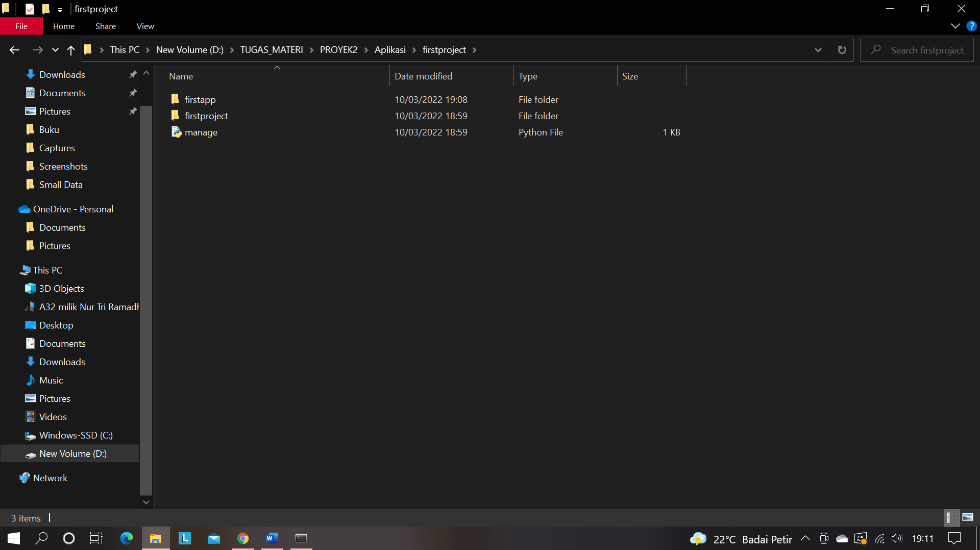 firstproject
File Home Share View
This PC New Volume (D:) TUGAS_MATERI PROYEK2 Aplikasi firstproject Search firstproject
Name Date modified Type Size
firstapp 10/03/2022 19:08 File folder
firstproject 10/03/2022 18:59 File folder
manage 10/03/2022 18:59 Python File 1 KB
Downloads
Documents
Pictures
Buku
Captures
Screenshots
Small Data
OneDrive - Personal
Documents
Pictures
This PC
3D Objects
A32 milik Nur Tri Ramadh
Desktop
Documents
Downloads
Music
Pictures
Videos
Windows-SSD (C:)
New Volume (D:)
Network
3 items
22°C Badai Petir 19:11